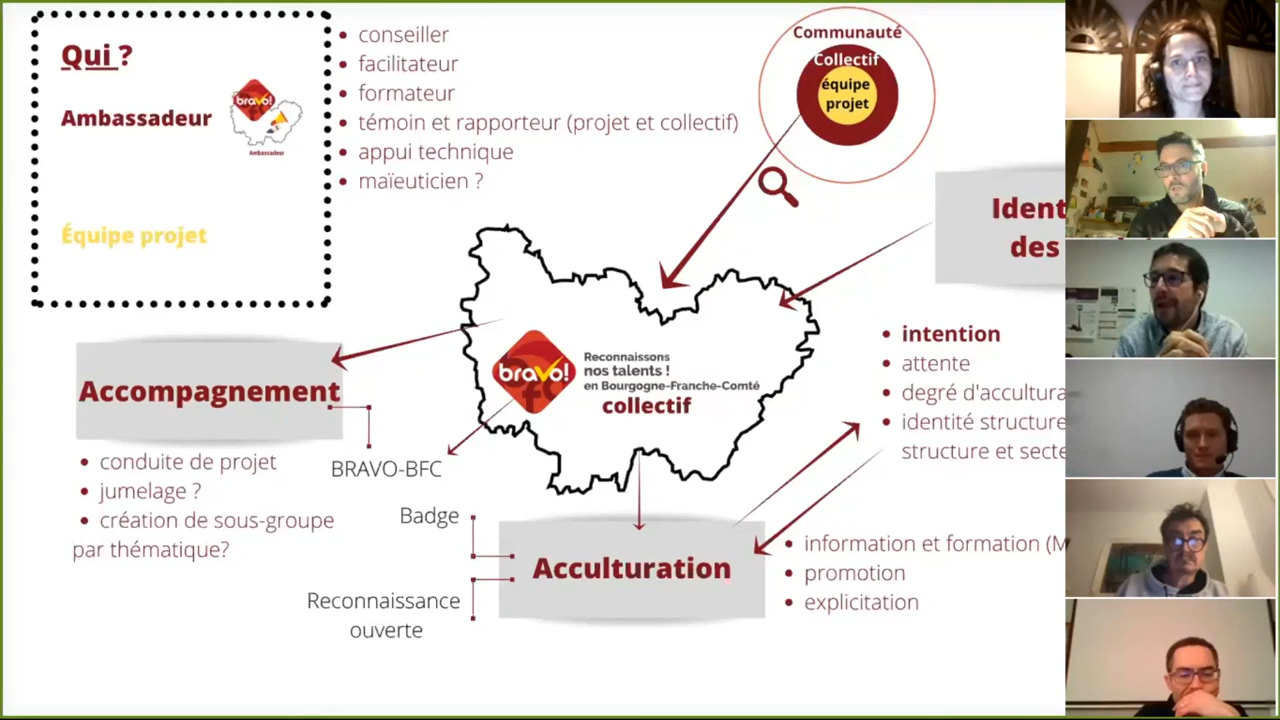 Qui ?
Ambassadeur
bravo!
Ambassadeur
Équipe projet
conseiller
facilitateur
formateur
témoin et rapporteur (projet et collectif)
appui technique
maïeuticien ?
Communauté
Collectif
équipe
projet
Ident
des
intention
attente
degré d'accultura
identité structure
structure et secte
bravo!
Reconnaissons
nos talents !
en Bourgogne-Franche-Comté
collectif
Accompagnement
conduite de projet
jumelage ?
création de sous-groupe
par thématique?
BRAVO-BFC
Badge
Reconnaissance
ouverte
Acculturation
information et formation (M
promotion
explicitation